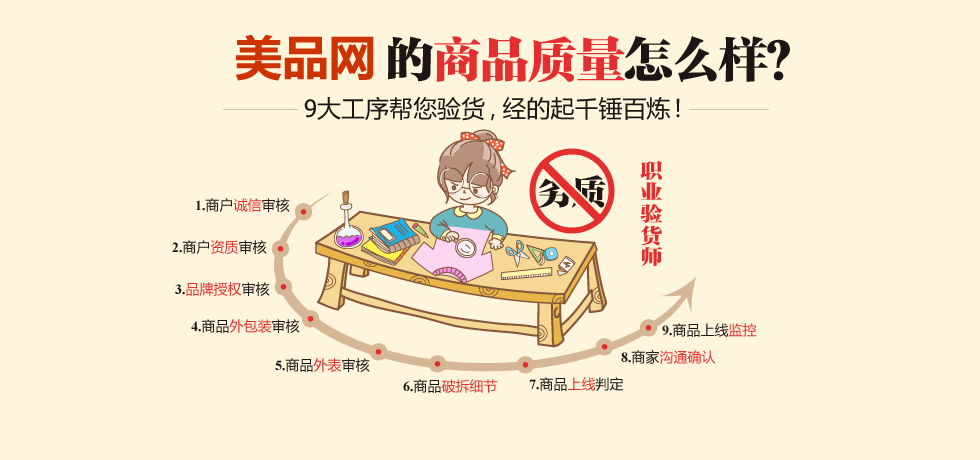 美品网的商品质量怎么样?
9大工序帮您验货,经的起千锤百炼!
劣质
职业验货师
1.商户诚信审核
2.商户资质审核
3.品牌授权审核
4.商品外包装审核
5.商品外表审核
6.商品破拆细节
7.商品上线判定
8.商家沟通确认
9.商品上线监控